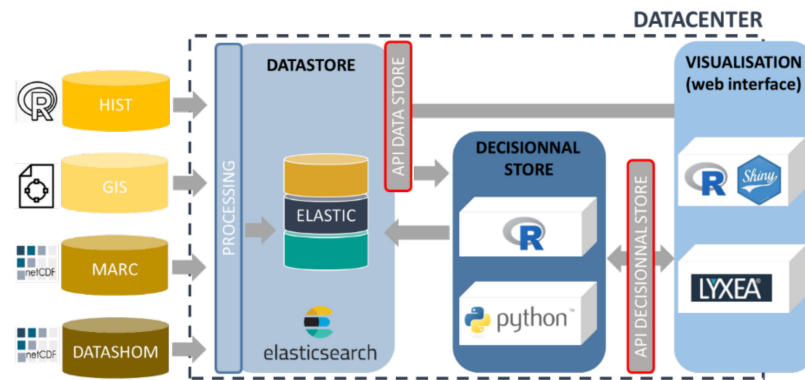 DATACENTER
HIST
GIS
netCDF
MARC
netCDF
DATASHOM
PROCESSING
DATASTORE
ELASTIC
elasticsearch
API DATA STORE
DECISIONNAL
STORE
R
python™
API DECISIONNAL STORE
VISUALISATION
(web interface)
R
Shiny
LYXEA®